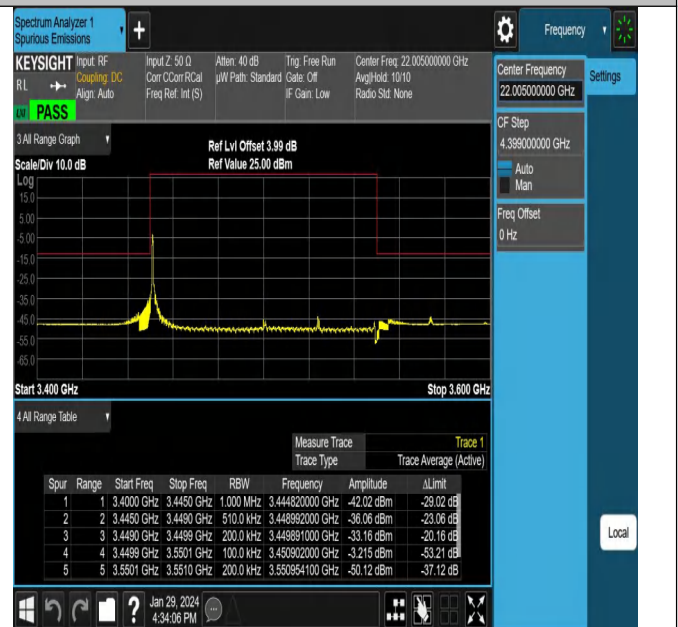 Spectrum Analyzer 1
Spurious Emissions
Frequency
KEYSIGHT
RL
Input: RF
Coupling: DC
Align: Auto
Input Z: 50 Ω
Corr CCorr RCal
Freq Ref: Int (S)
Atten: 40 dB
µW Path: Standard
Trig: Free Run
Gate: Off
IF Gain: Low
Center Freq: 22.005000000 GHz
Avg|Hold: 10/10
Radio Std: None
PASS
Center Frequency
22.005000000 GHz
Settings
CF Step
4.399000000 GHz
Auto
Man
Freq Offset
0 Hz
3 All Range Graph
Ref Lvl Offset 3.99 dB
Scale/Div 10.0 dB
Ref Value 25.00 dBm
Log
15.0
5.00
-5.00
-15.0
-25.0
-35.0
-45.0
-55.0
-65.0
Start 3.400 GHz
Stop 3.600 GHz
4 All Range Table
Measure Trace Trace 1
Trace Type Trace Average (Active)
Spur Range Start Freq Stop Freq RBW Frequency Amplitude ΔLimit
1 1 3.4000 GHz 3.4450 GHz 1.000 MHz 3.444820000 GHz -42.02 dBm -29.02 dB
2 2 3.4450 GHz 3.4490 GHz 510.0 kHz 3.448992000 GHz -36.06 dBm -23.06 dB
3 3 3.4490 GHz 3.4499 GHz 200.0 kHz 3.449891000 GHz -33.16 dBm -20.16 dB
4 4 3.4499 GHz 3.5501 GHz 100.0 kHz 3.450902000 GHz -3.215 dBm -53.21 dB
5 5 3.5501 GHz 3.5510 GHz 200.0 kHz 3.550954100 GHz -50.12 dBm -37.12 dB
Local
Jan 29, 2024
4:34:06 PM